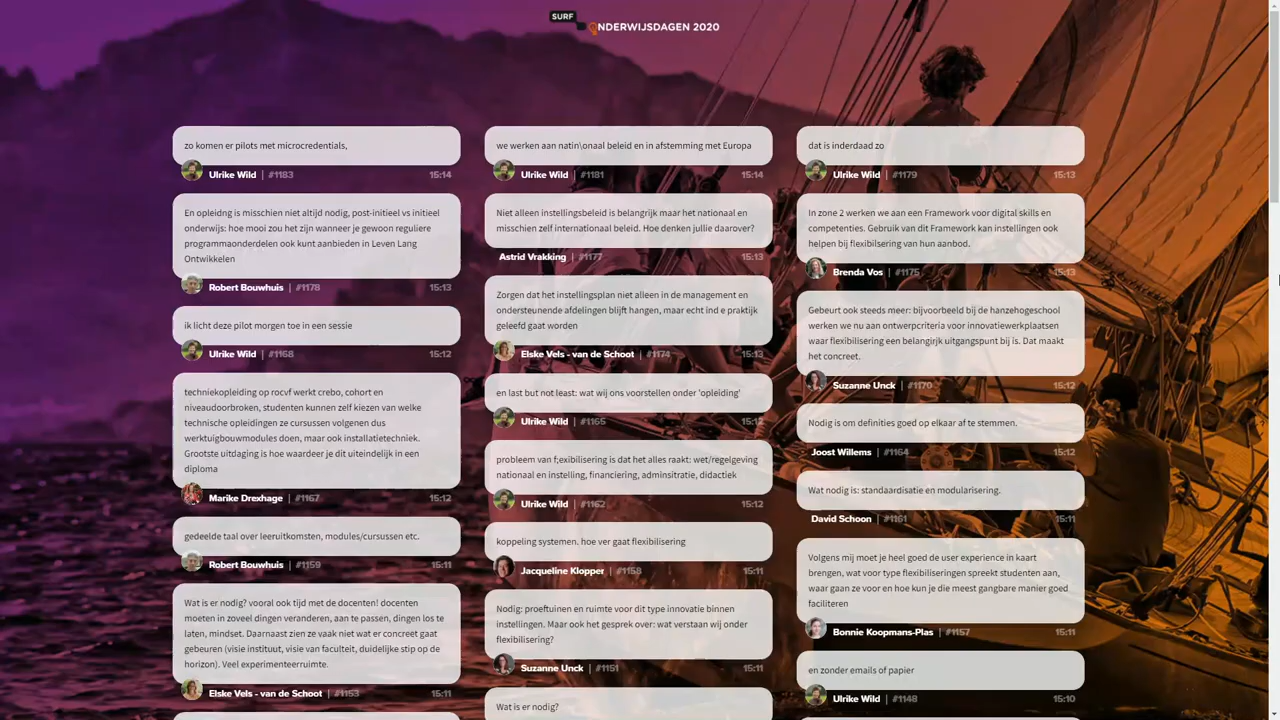 SURF
NDERWIJSDAGEN 2020
zo komen er pilots met microcredentials,
Ulrike Wild | #1183 15:14
En opleidng is misschien niet altijd nodig, post-initieel vs initieel
onderwijs: hoe mooi zou het zijn wanneer je gewoon reguliere
programmaonderdelen ook kunt aanbieden in Leven Lang
Ontwikkelen
Robert Bouwhuis | #1178 15:13
ik licht deze pilot morgen toe in een sessie
Ulrike Wild | #1168 15:12
techniekopleiding op rocvf werkt crebo, cohort en
niveaudoorbroken, studenten kunnen zelf kiezen van welke
technische opleidingen ze cursussen volgenen dus
werktuigbouwmodules doen, maar ook installatietechniek.
Grootste uitdaging is hoe waardeer je dit uiteindelijk in een
diploma
Marike Drexhage | #1167 15:12
gedeelde taal over leeruitkomsten, modules/cursussen etc.
Robert Bouwhuis | #1159 15:11
Wat is er nodig? vooral ook tijd met de docenten! docenten
moeten in zoveel dingen veranderen, aan te passen, dingen los te
laten, mindset. Daarnaast zien ze vaak niet wat er concreet gaat
gebeuren (visie instituut, visie van faculteit, duidelijke stip op de
horizon). Veel experimenteerruimte.
Elske Vels - van de Schoot | #1153 15:11
we werken aan natin\onaal beleid en in afstemming met Europa
Ulrike Wild | #1181 15:14
Niet alleen instellingsbeleid is belangrijk maar het nationaal en
misschien zelf internationaal beleid. Hoe denken jullie daarover?
Astrid Vrakking | #1177 15:13
Zorgen dat het instellingsplan niet alleen in de management en
ondersteunende afdelingen blijft hangen, maar echt ind e praktijk
geleefd gaat worden
Elske Vels - van de Schoot | #1174 15:13
en last but not least: wat wij ons voorstellen onder 'opleiding'
Ulrike Wild | #1165 15:12
probleem van f;exibilisering is dat het alles raakt: wet/regelgeving
nationaal en instelling, financiering, adminsitratie, didactiek
Ulrike Wild | #1162 15:12
koppeling systemen. hoe ver gaat flexibilisering
Jacqueline Klopper | #1158 15:11
Nodig: proeftuinen en ruimte voor dit type innovatie binnen
instellingen. Maar ook het gesprek over: wat verstaan wij onder
flexibilisering?
Suzanne Unck | #1151 15:11
Wat is er nodig?
dat is inderdaad zo
Ulrike Wild | #1179 15:13
In zone 2 werken we aan een Framework voor digital skills en
competenties. Gebruik van dit Framework kan instellingen ook
helpen bij flexibilsering van hun aanbod.
Brenda Vos | #1175 15:13
Gebeurt ook steeds meer: bijvoorbeeld bij de hanzehogeschool
werken we nu aan ontwerpcriteria voor innovatiewerkplaatsen
waar flexibilisering een belangirjk uitgangspunt bij is. Dat maakt
het concreet.
Suzanne Unck | #1170 15:12
Nodig is om definities goed op elkaar af te stemmen.
Joost Willems | #1164 15:12
Wat nodig is: standaardisatie en modularisering.
David Schoon | #1161 15:11
Volgens mij moet je heel goed de user experience in kaart
brengen, wat voor type flexibiliseringen spreekt studenten aan,
waar gaan ze voor en hoe kun je die meest gangbare manier goed
faciliteren
Bonnie Koopmans-Plas | #1157 15:11
en zonder emails of papier
Ulrike Wild | #1148 15:10